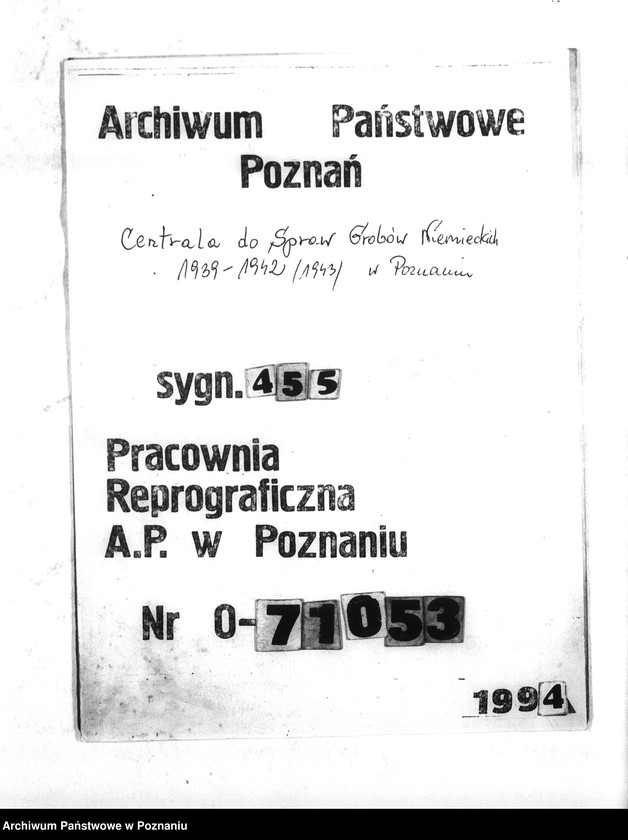 Archiwum Państwowe
Poznań
Centrala do Spraw Grobów Niemieckich
1939-1942 /1943/ w Poznaniu
sygn. 455
Pracownia
Reprograficzna
A.P. w Poznaniu
Nr 0-71053
1994
Archiwum Państwowe w Poznaniu